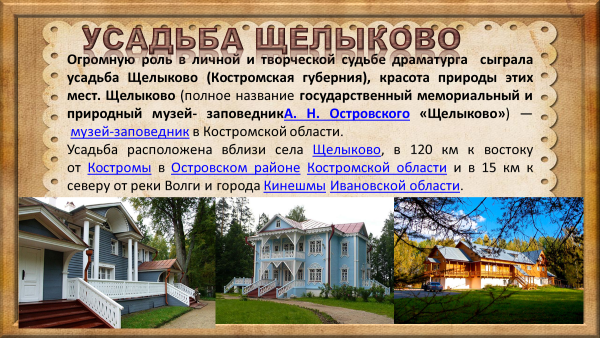 УСАДЬБА ЩЕЛЫКОВО
Огромную роль в личной и творческой судьбе драматурга сыграла
усадьба Щелыково (Костромская губерния), красота природы этих
мест. Щелыково (полное название государственный мемориальный и
природный музей- заповедникА. Н. Островского «Щелыково») —
музей-заповедник в Костромской области.
Усадьба расположена вблизи села Щелыково, в 120 км к востоку
от Костромы в Островском районе Костромской области и в 15 км к
северу от реки Волги и города Кинешмы Ивановской области.